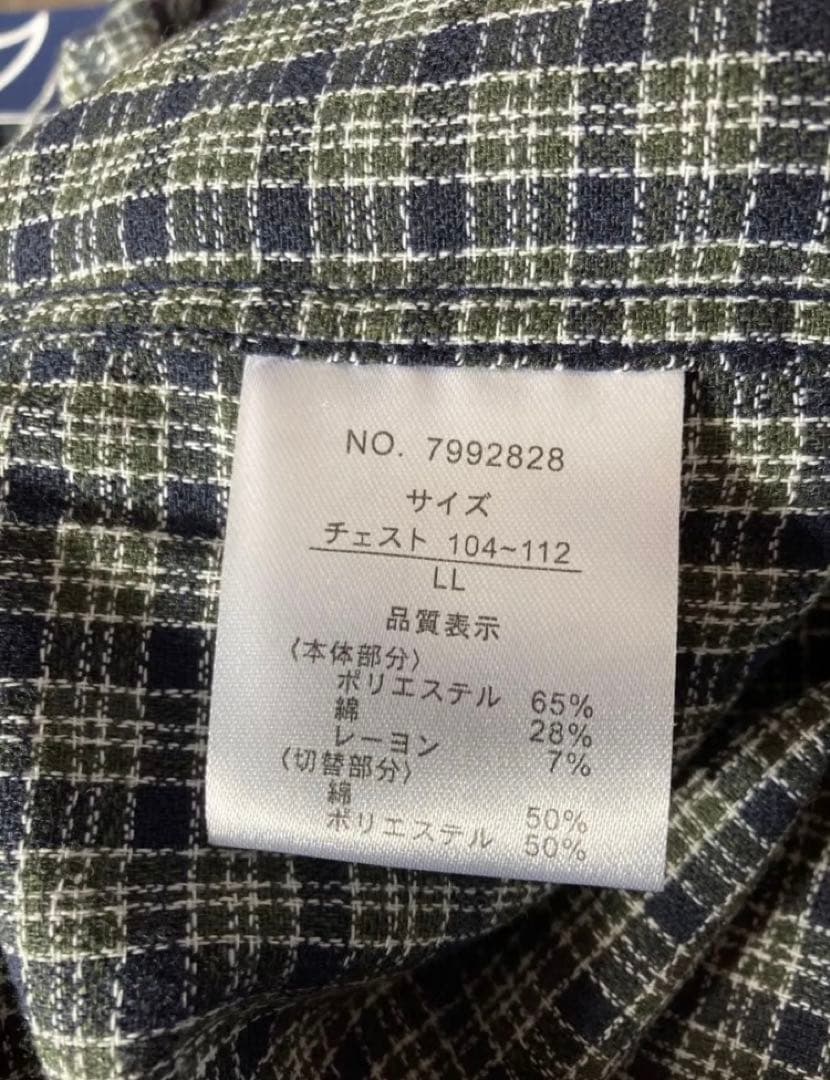 NO. 7992828
サイズ
チェスト 104~112
LL
品質表示
〈本体部分〉
ポリエステル 65%
綿 28%
レーヨン 7%
〈切替部分〉
綿 50%
ポリエステル 50%